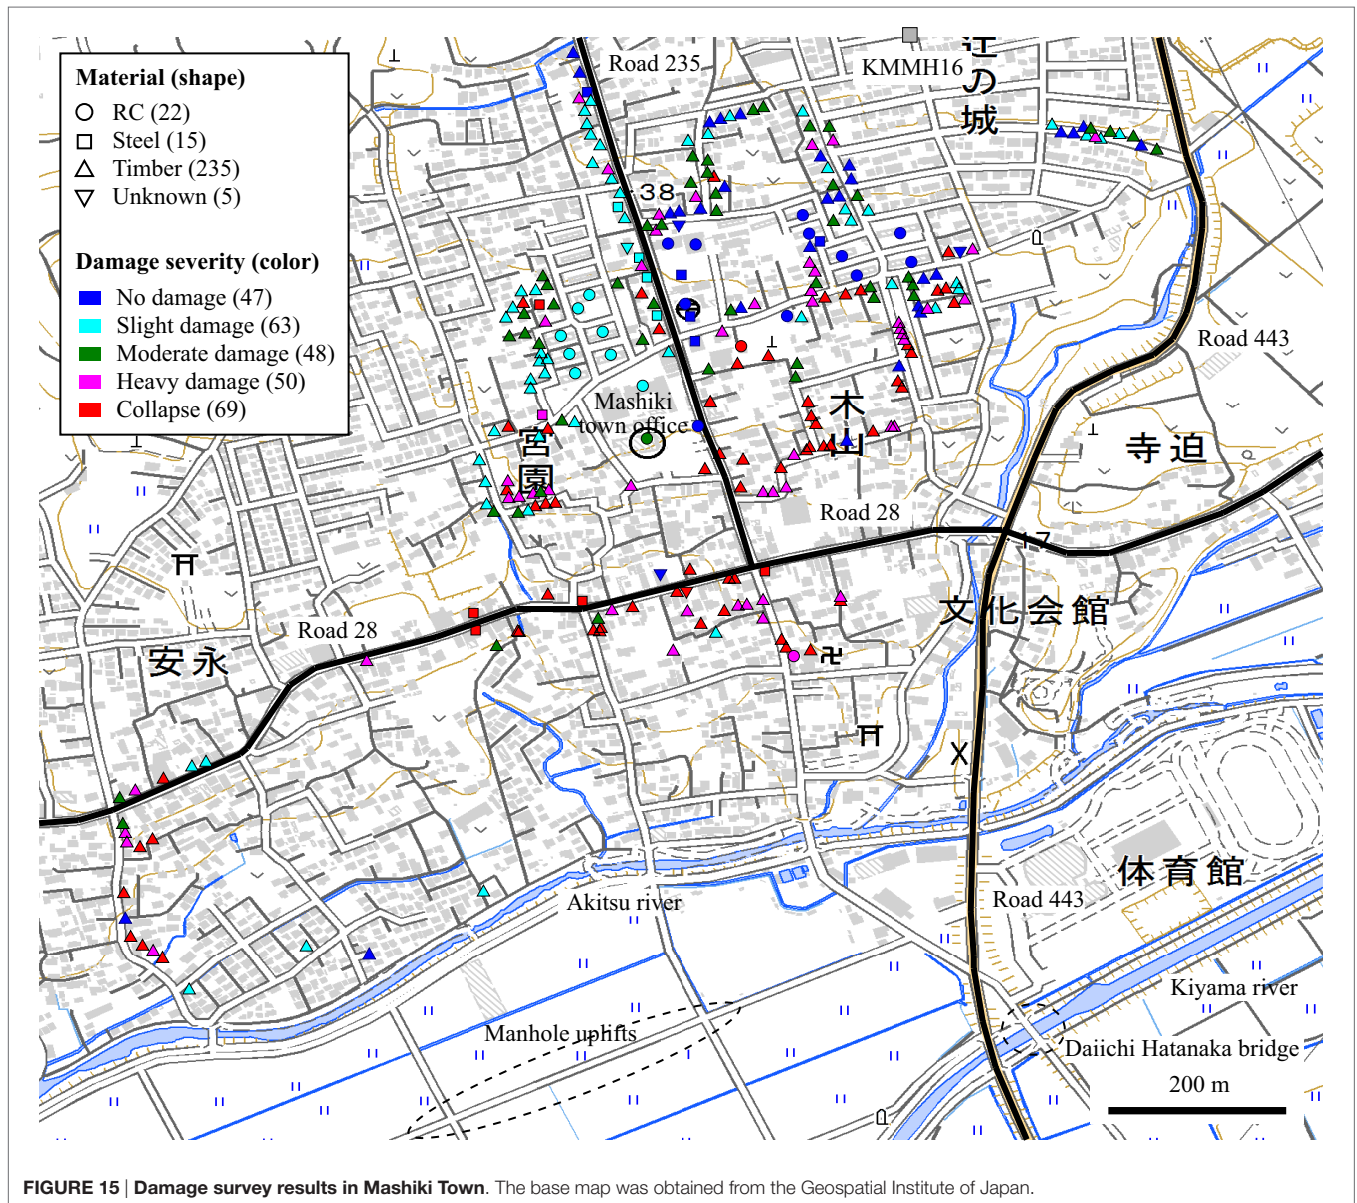 Material (shape)
RC (22)
Steel (15)
Timber (235)
Unknown (5)
Damage severity (color)
No damage (47)
Slight damage (63)
Moderate damage (48)
Heavy damage (50)
Collapse (69)
Road 235
KMMH16
辻の城
38
Road 443
Mashiki
town office
木山
宮園
寺迫
Road 28
17
文化会館
Road 28
安永
体育館
Road 443
Akitsu river
Kiyama river
Manhole uplifts
Daiichi Hatanaka bridge
200 m
FIGURE 15 | Damage survey results in Mashiki Town. The base map was obtained from the Geospatial Institute of Japan.